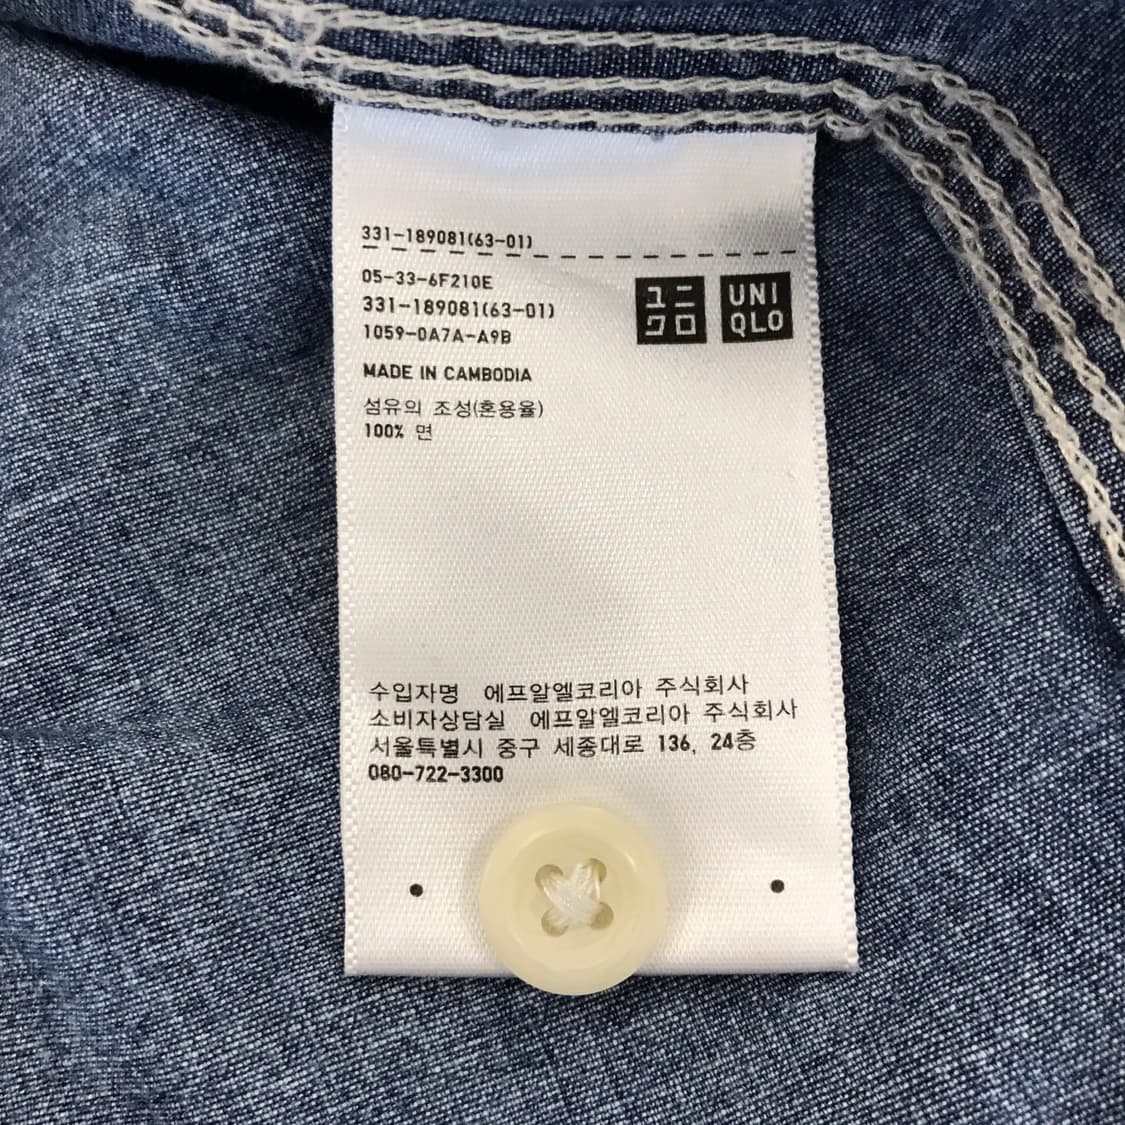 331-189081(63-01)
05-33-6F210E
331-189081(63-01)
1059-0A7A-A9B
ユニ
クロ
UNI
QLO
MADE IN CAMBODIA
섬유의 조성(혼용율)
100% 면
수입자명 에프알엘코리아 주식회사
소비자상담실 에프알엘코리아 주식회사
서울특별시 중구 세종대로 136, 24층
080-722-3300